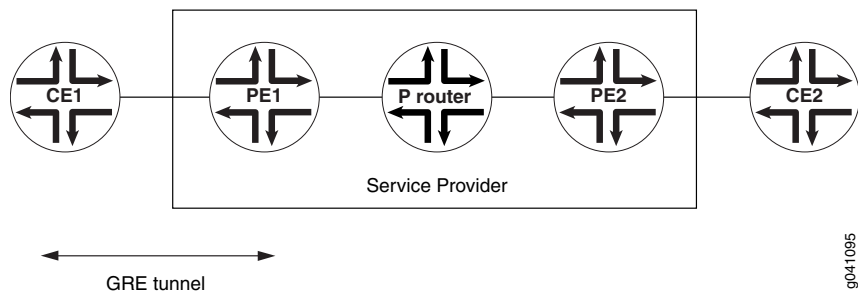 CE1
PE1
P router
PE2
CE2
Service Provider
GRE tunnel
g041095